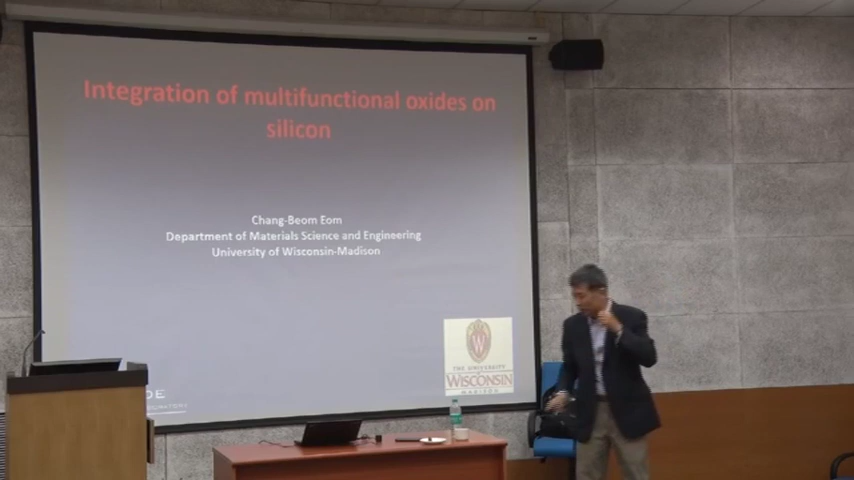 Integration of multifunctional oxides on
silicon
Chang-Beom Eom
Department of Materials Science and Engineering
University of Wisconsin-Madison
THE UNIVERSITY
WISCONSIN
MADISON